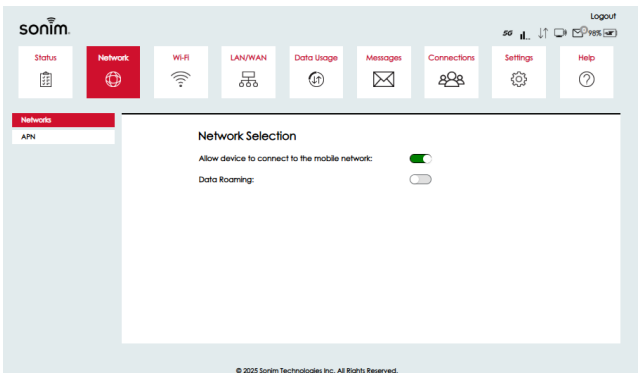 Logout
sonim
5G 98%
Status Network Wi-Fi LAN/WAN Data Usage Messages Connections Settings Help
Networks
APN
Network Selection
Allow device to connect to the mobile network:
Data Roaming:
© 2025 Sonim Technologies Inc. All Rights Reserved.